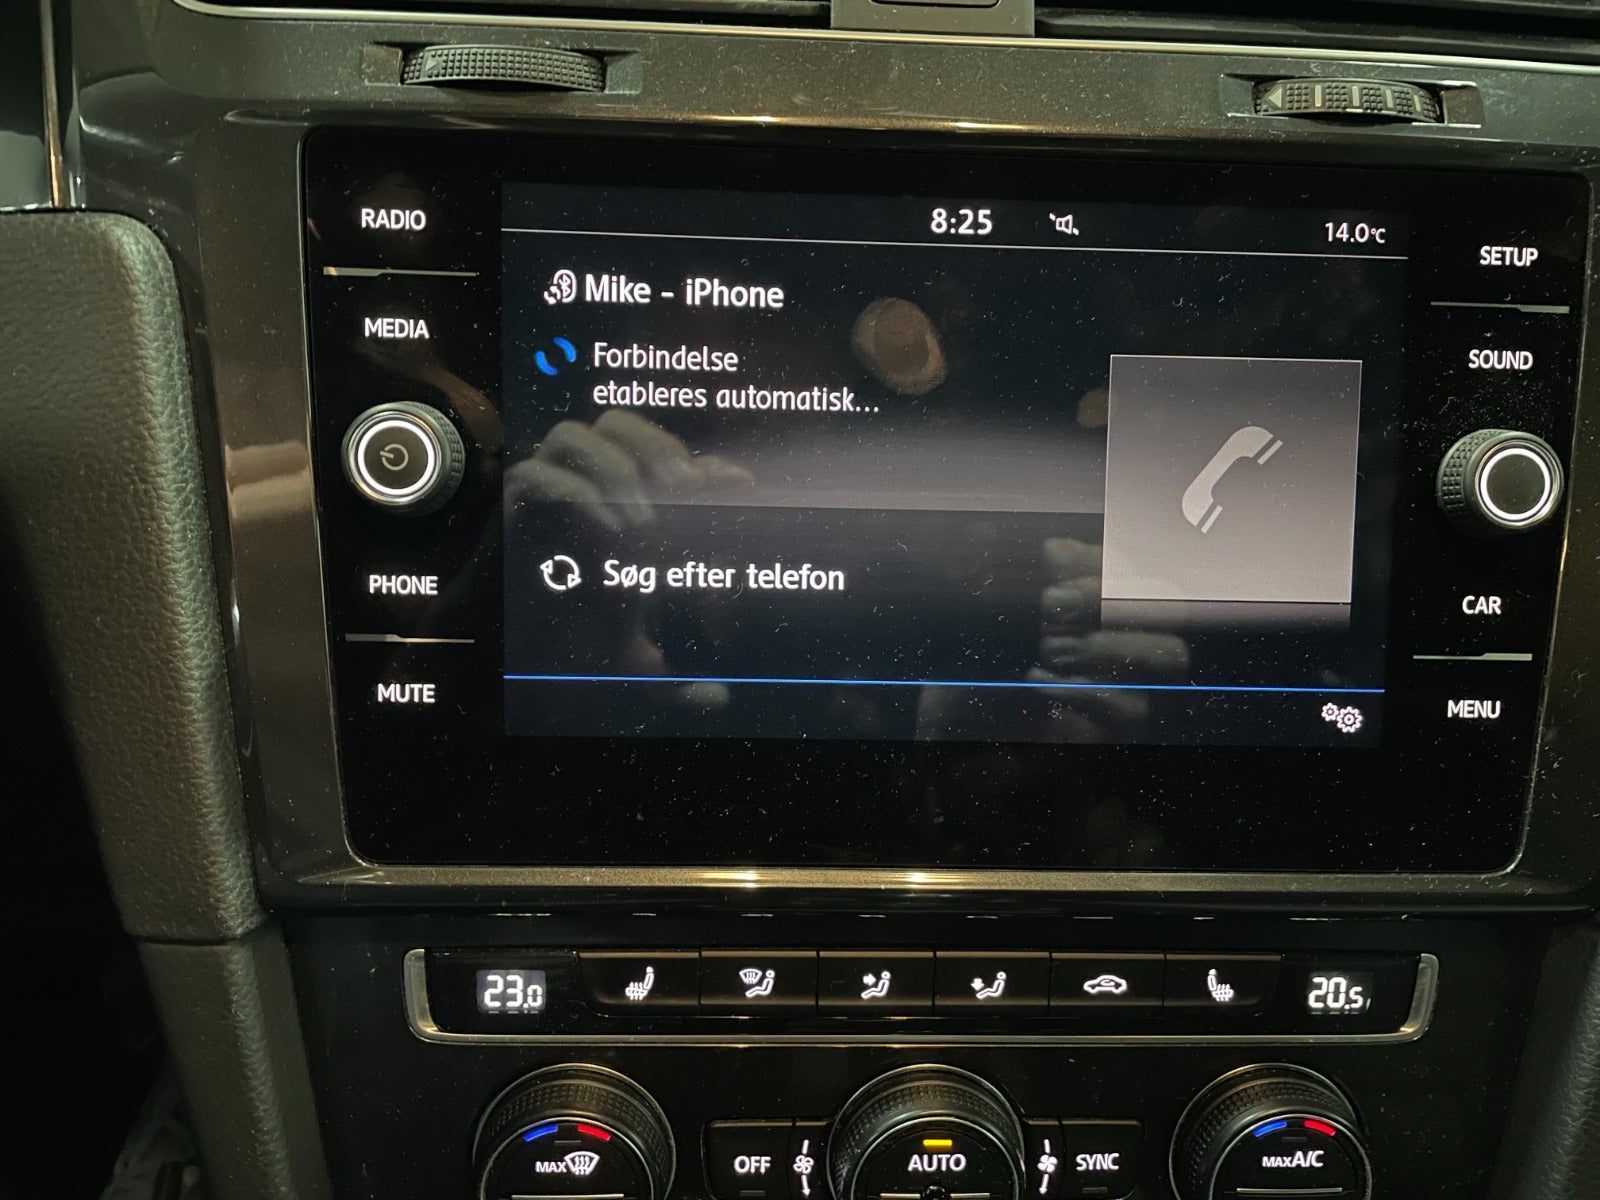 RADIO
MEDIA
PHONE
MUTE
8:25
14.0°C
Mike - iPhone
Forbindelse
etableres automatisk...
Søg efter telefon
SETUP
SOUND
CAR
MENU
23.0
20.5
MAX
OFF
AUTO
SYNC
MAX A/C